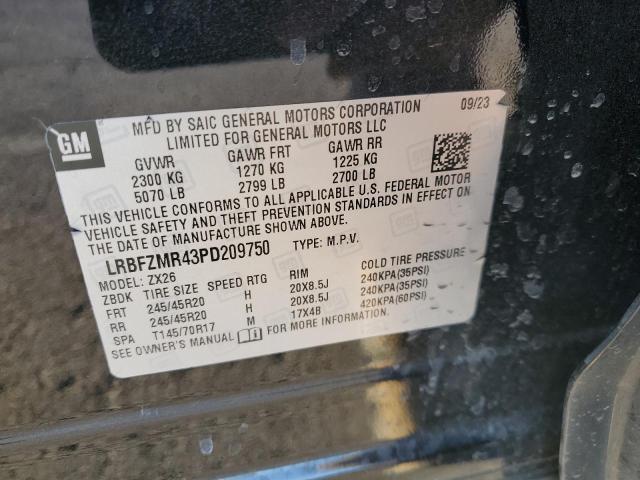 GM
MFD BY SAIC GENERAL MOTORS CORPORATION 09/23
LIMITED FOR GENERAL MOTORS LLC
GVWR GAWR FRT GAWR RR
2300 KG 1270 KG 1225 KG
5070 LB 2799 LB 2700 LB
THIS VEHICLE CONFORMS TO ALL APPLICABLE U.S. FEDERAL MOTOR
VEHICLE SAFETY AND THEFT PREVENTION STANDARDS IN EFFECT ON
THE DATE OF MANUFACTURE SHOWN ABOVE.
LRBFZMR43PD209750 TYPE: M.P.V.
MODEL: ZX26
ZBDK TIRE SIZE SPEED RTG RIM COLD TIRE PRESSURE
FRT 245/45R20 H 20X8.5J 240KPA(35PSI)
RR 245/45R20 H 20X8.5J 240KPA(35PSI)
SPA T145/70R17 M 17X4B 420KPA(60PSI)
SEE OWNER'S MANUAL FOR MORE INFORMATION.